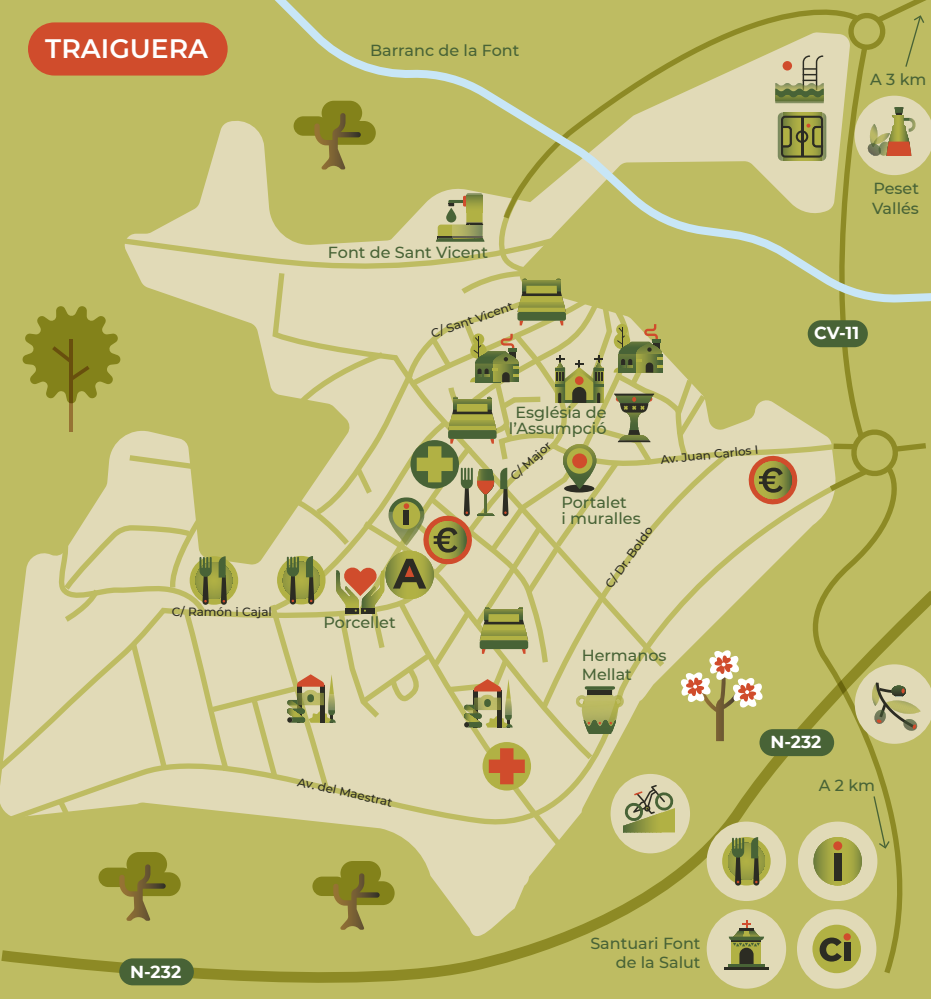 TRAIGUERA
Barranc de la Font
A 3 km
Peset
Vallés
Font de Sant Vicent
C/ Sant Vicent
CV-11
Església de
l'Assumpció
C/ Major
Av. Juan Carlos I
€
Portalet
i muralles
i
€
C/ Dr. Boldo
A
C/ Ramón i Cajal
Porcellet
Hermanos
Mellat
N-232
Av. del Maestrat
A 2 km
i
Santuari Font
de la Salut
Ci
N-232